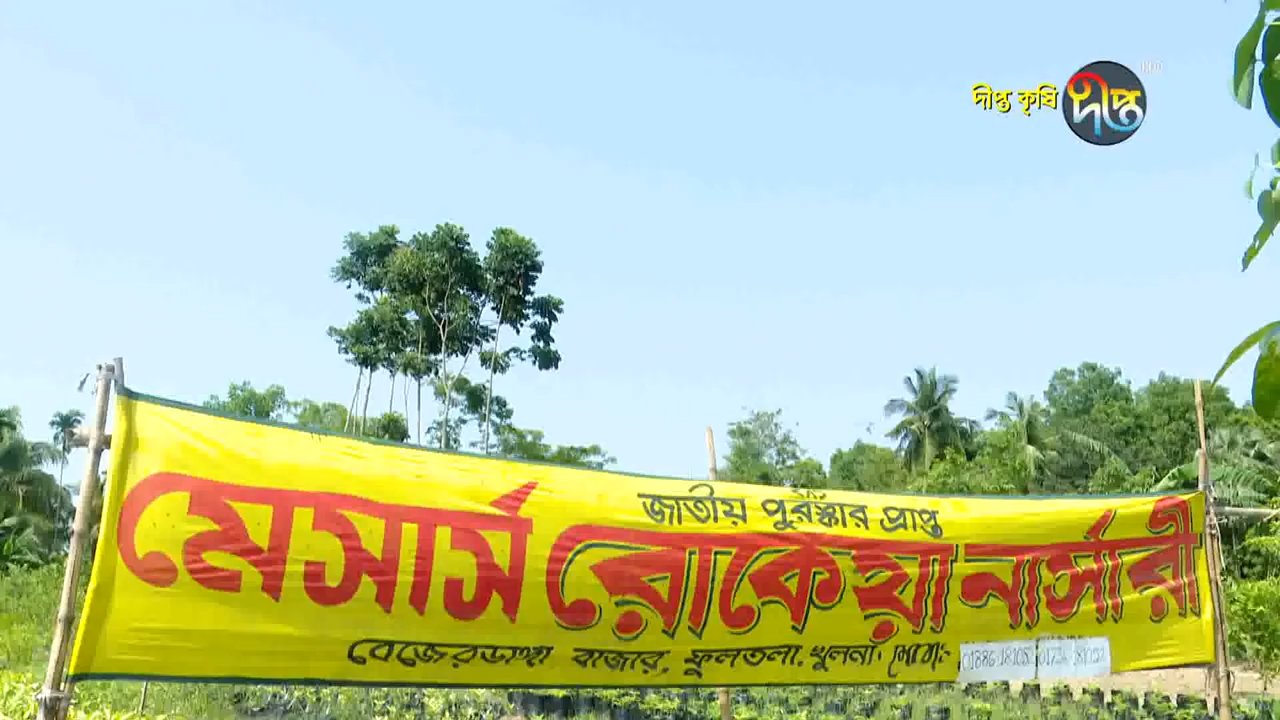 দীপ্ত কৃষি দীপ্ত
জাতীয় পুরস্কার প্রাপ্ত
মেসার্স রোকেয়া নার্সারী
বেজেরডাঙ্গা বাজার, ফুলতলা, খুলনা। মোবাঃ